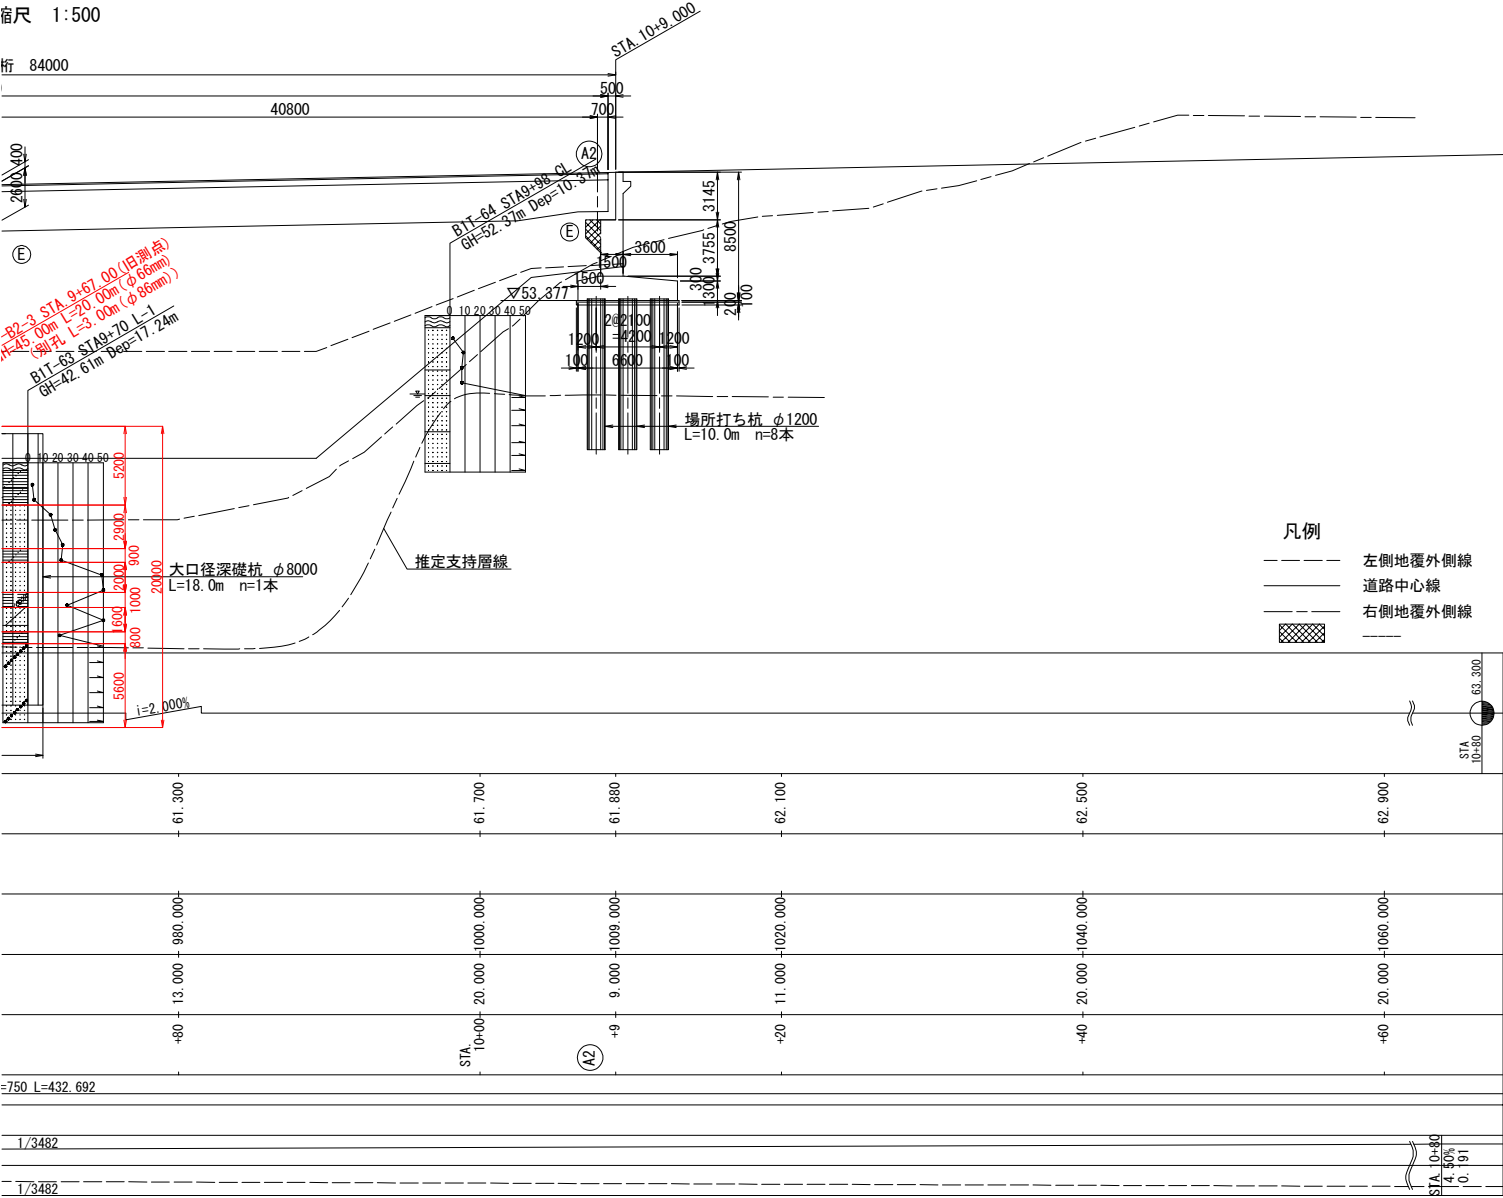 縮尺 1:500
桁 84000
STA.10+9.000
500
40800
700
400
2600
A2
B1T-64 STA9+98 CL
GH=52.37m Dep=10.37m
E
E
3145
3755
8500
3600
1500
1500
300
1300
200
100
▽53.377
0 10 20 30 40 50
2@2100
=4200
1200
1200
100
6600
100
-B2-3 STA.9+67.00(旧測点)
GH=45.00m L=20.00m(φ66mm)
(別孔 L=3.00m(φ86mm))
B1T-63 STA9+70 L-1
GH=42.61m Dep=17.24m
場所打ち杭 φ1200
L=10.0m n=8本
0 10 20 30 40 50
5200
2900
900
2000
20000
1000
1600
800
5600
大口径深礎杭 φ8000
L=18.0m n=1本
推定支持層線
凡例
左側地覆外側線
道路中心線
右側地覆外側線
-----
i=2.000%
63.300
STA
10+80
61.300
61.700
61.880
62.100
62.500
62.900
980.000
1000.000
1009.000
1020.000
1040.000
1060.000
13.000
20.000
9.000
11.000
20.000
20.000
+80
STA.
10+00
+9
+20
+40
+60
A2
=750 L=432.692
1/3482
1/3482
STA.10+80
4.50%
0.191